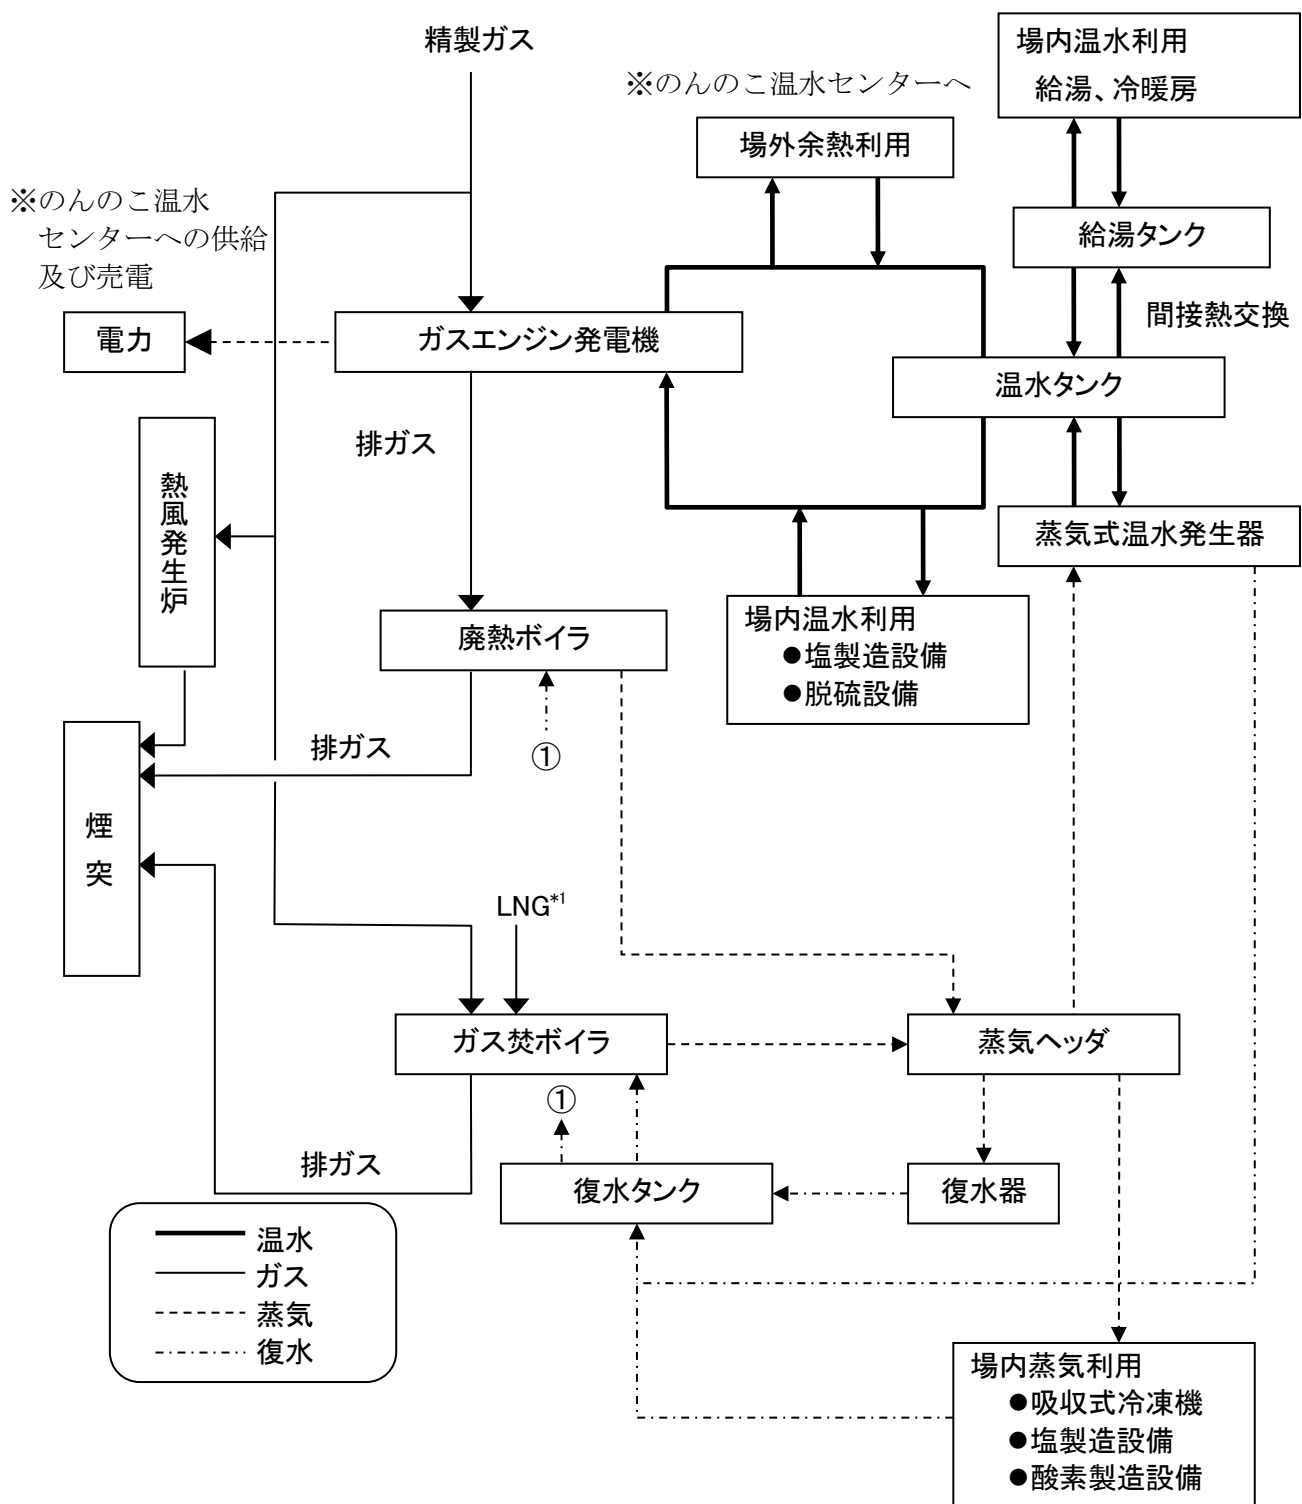 精製ガス
場内温水利用
給湯、冷暖房
※のんのこ温水センターへ
場外余熱利用
※のんのこ温水
センターへの供給
及び売電
給湯タンク
間接熱交換
電力
ガスエンジン発電機
温水タンク
排ガス
熱風発生炉
蒸気式温水発生器
場内温水利用
●塩製造設備
●脱硫設備
廃熱ボイラ
①
排ガス
煙突
LNG*1
ガス焚ボイラ
蒸気ヘッダ
①
排ガス
復水タンク
復水器
温水
ガス
蒸気
復水
場内蒸気利用
●吸収式冷凍機
●塩製造設備
●酸素製造設備